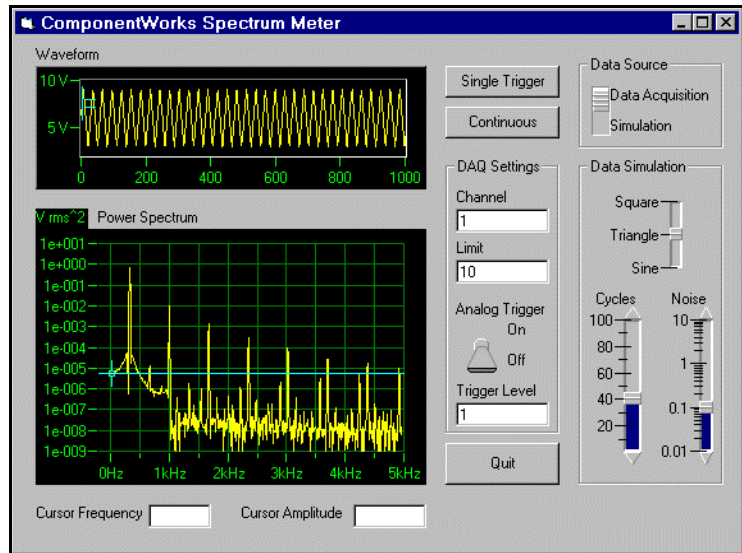 ComponentWorks Spectrum Meter
Waveform
10 V
5 V
0 200 400 600 800 1000
V rms^2 Power Spectrum
1e+001
1e+000
1e-001
1e-002
1e-003
1e-004
1e-005
1e-006
1e-007
1e-008
1e-009
0Hz 1kHz 2kHz 3kHz 4kHz 5kHz
Cursor Frequency
Cursor Amplitude
Single Trigger
Continuous
DAQ Settings
Channel
1
Limit
10
Analog Trigger
On
Off
Trigger Level
1
Quit
Data Source
Data Acquisition
Simulation
Data Simulation
Square
Triangle
Sine
Cycles
100
80
60
40
20
Noise
10
1
0.1
0.01